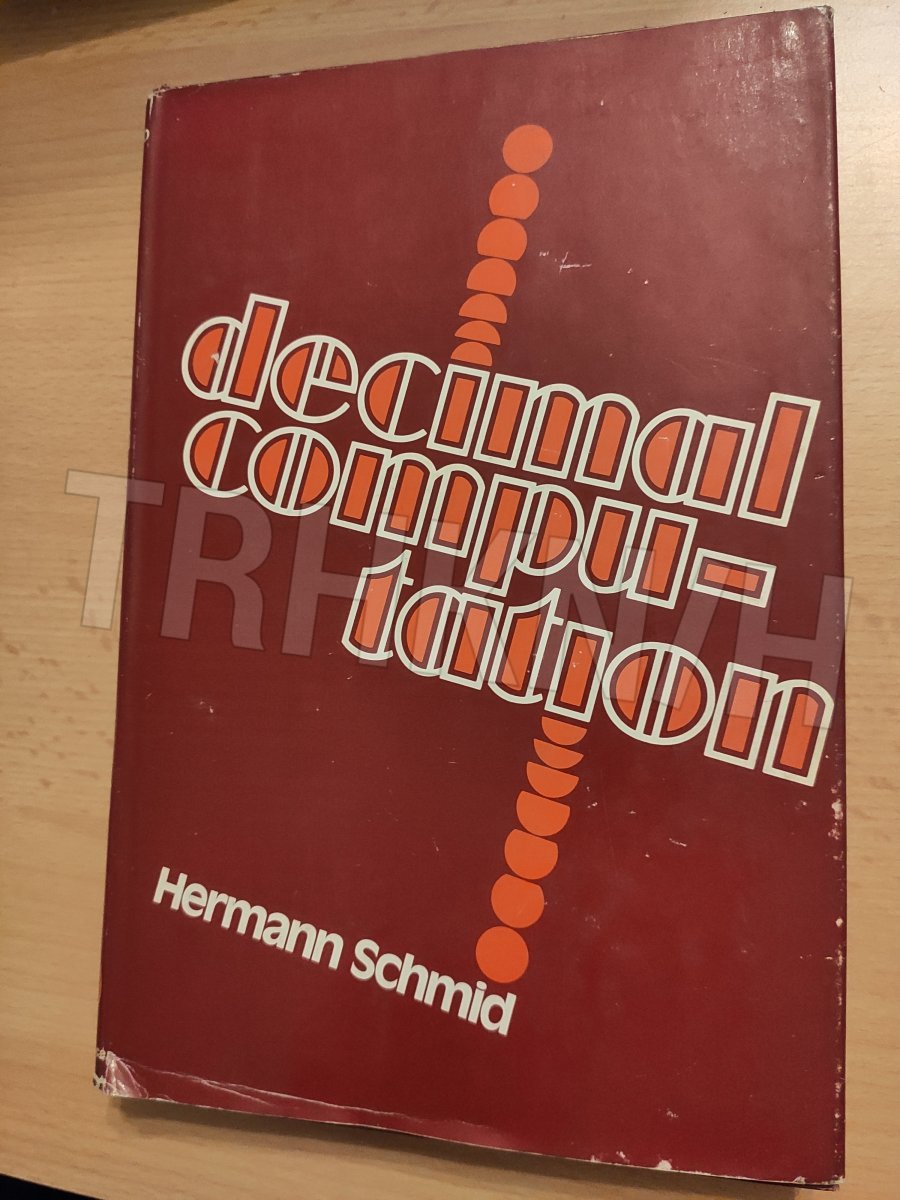 decimal
compu-
tation
Hermann Schmid